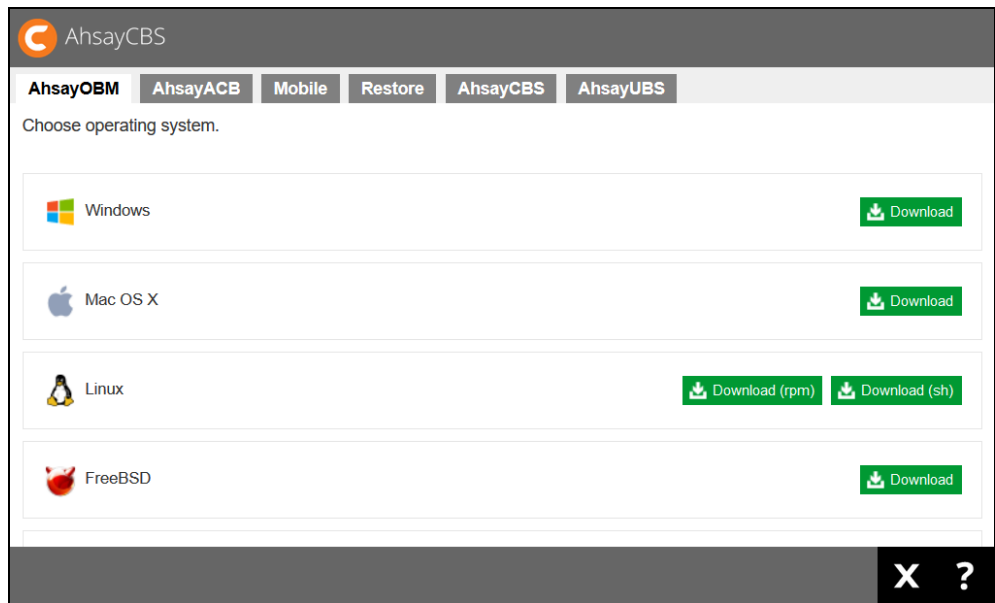 AhsayCBS
AhsayOBM AhsayACB Mobile Restore AhsayCBS AhsayUBS
Choose operating system.
Windows Download
Mac OS X Download
Linux Download (rpm) Download (sh)
FreeBSD Download
X ?